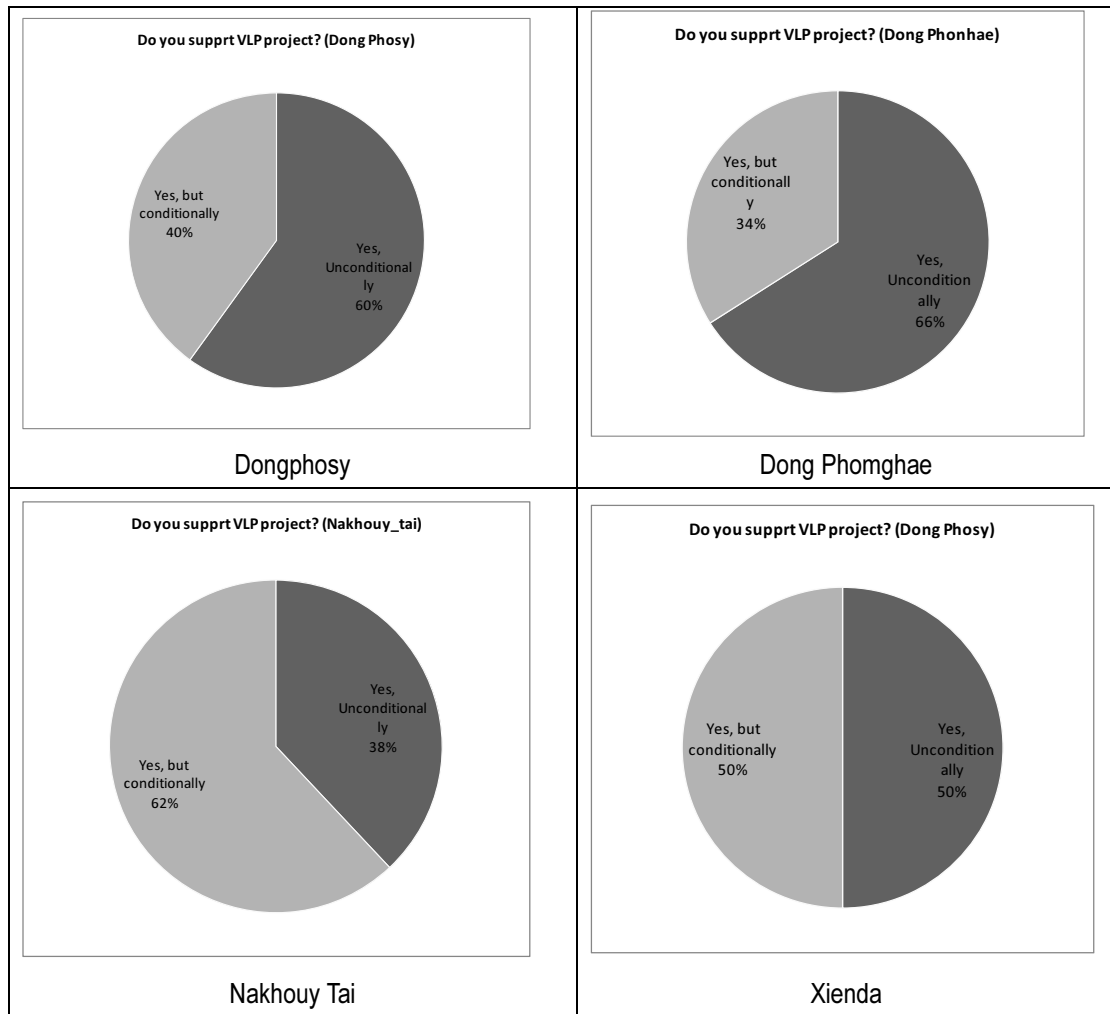 Do you supprt VLP project? (Dong Phosy)
Yes, but
conditionally
40%
Yes,
Unconditional
ly
60%
Dongphosy
Do you supprt VLP project? (Dong Phonhae)
Yes, but
conditionall
y
34%
Yes,
Uncondition
ally
66%
Dong Phomghae
Do you supprt VLP project? (Nakhouy_tai)
Yes,
Unconditional
ly
38%
Yes, but
conditionally
62%
Nakhouy Tai
Do you supprt VLP project? (Dong Phosy)
Yes, but
conditionally
50%
Yes,
Uncondition
ally
50%
Xienda